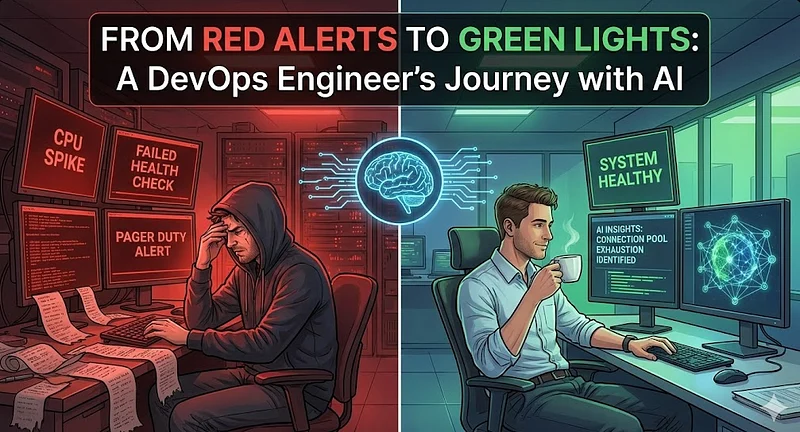 FROM RED ALERTS TO GREEN LIGHTS:
A DevOps Engineer's Journey with AI
CPU
SPIKE
FAILED
HEALTH
CHECK
PAGER DUTY
ALERT
SYSTEM
HEALTHY
AI INSIGHTS:
CONNECTION POOL
EXHAUSTION
IDENTIFIED